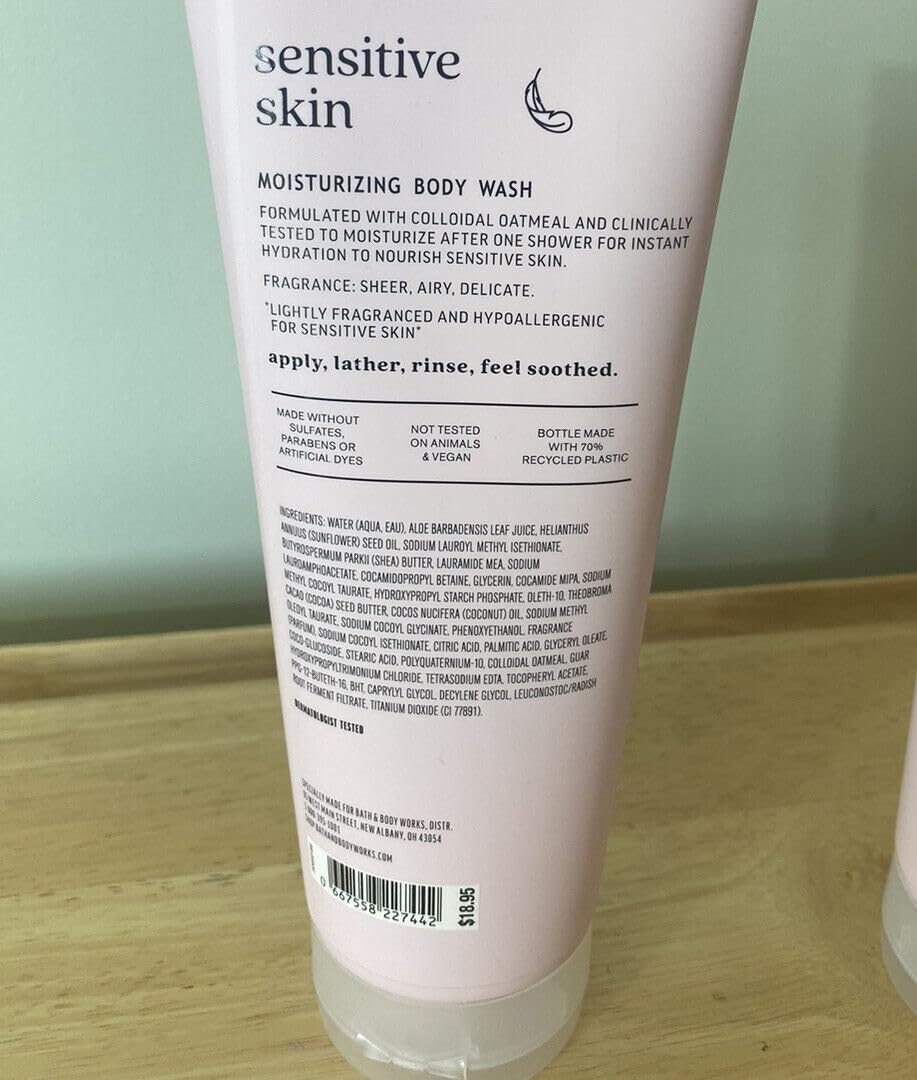 sensitive
skin
MOISTURIZING BODY WASH
FORMULATED WITH COLLOIDAL OATMEAL AND CLINICALLY
TESTED TO MOISTURIZE AFTER ONE SHOWER FOR INSTANT
HYDRATION TO NOURISH SENSITIVE SKIN.
FRAGRANCE: SHEER, AIRY, DELICATE.
*LIGHTLY FRAGRANCED AND HYPOALLERGENIC
FOR SENSITIVE SKIN*
apply, lather, rinse, feel soothed.
MADE WITHOUT
SULFATES,
PARABENS OR
ARTIFICIAL DYES
NOT TESTED
ON ANIMALS
& VEGAN
BOTTLE MADE
WITH 70%
RECYCLED PLASTIC
INGREDIENTS: WATER (AQUA, EAU), ALOE BARBADENSIS LEAF JUICE, HELIANTHUS
ANNUUS (SUNFLOWER) SEED OIL, SODIUM LAUROYL METHYL ISETHIONATE,
BUTYROSPERMUM PARKII (SHEA) BUTTER, LAURAMIDE MEA, SODIUM
LAUROAMPHOACETATE, COCAMIDOPROPYL BETAINE, GLYCERIN, COCAMIDE MIPA, SODIUM
METHYL COCOYL TAURATE, HYDROXYPROPYL STARCH PHOSPHATE, OLETH-10, THEOBROMA
CACAO (COCOA) SEED BUTTER, COCOS NUCIFERA (COCONUT) OIL, SODIUM METHYL
OLEOYL TAURATE, SODIUM COCOYL GLYCINATE, PHENOXYETHANOL, FRAGRANCE
(PARFUM), SODIUM COCOYL ISETHIONATE, CITRIC ACID, PALMITIC ACID, GLYCERYL OLEATE,
COCO-GLUCOSIDE, STEARIC ACID, POLYQUATERNIUM-10, COLLOIDAL OATMEAL, GUAR
HYDROXYPROPYLTRIMONIUM CHLORIDE, TETRASODIUM EDTA, TOCOPHERYL ACETATE,
PPG-12-BUTETH-16, BHT, CAPRYLYL GLYCOL, DECYLENE GLYCOL, LEUCONOSTOC/RADISH
ROOT FERMENT FILTRATE, TITANIUM DIOXIDE (CI 77891).
DERMATOLOGIST TESTED
SPECIALLY MADE FOR BATH & BODY WORKS, DISTR.
WEST MAIN STREET, NEW ALBANY, OH 43054
SHOP BATHANDBODYWORKS.COM
0 667558 227442
$18.95